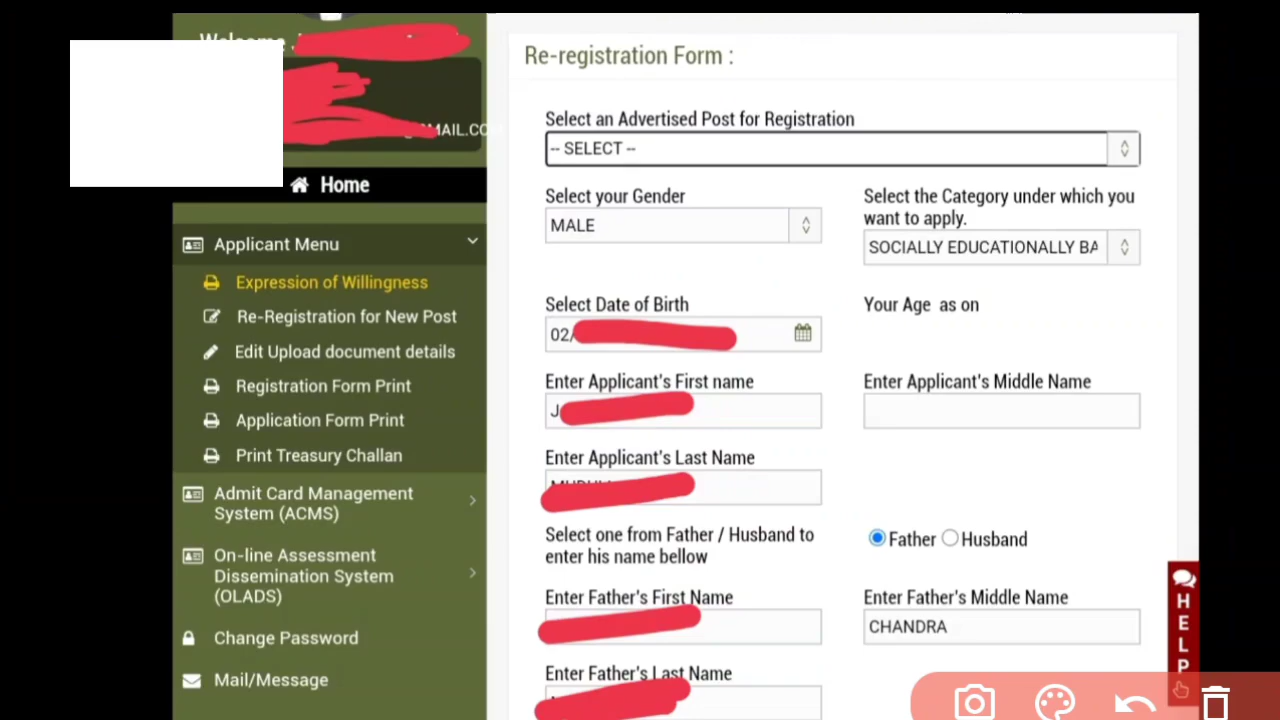 Welcome
MAIL.CO
Home
Applicant Menu
Expression of Willingness
Re-Registration for New Post
Edit Upload document details
Registration Form Print
Application Form Print
Print Treasury Challan
Admit Card Management
System (ACMS)
On-line Assessment
Dissemination System
(OLADS)
Change Password
Mail/Message
Re-registration Form :
Select an Advertised Post for Registration
-- SELECT --
Select your Gender
MALE
Select the Category under which you
want to apply.
SOCIALLY EDUCATIONALLY BA
Select Date of Birth
02/
Your Age as on
Enter Applicant's First name
J
Enter Applicant's Middle Name
Enter Applicant's Last Name
Select one from Father / Husband to
enter his name bellow
Father Husband
Enter Father's First Name
Enter Father's Middle Name
CHANDRA
Enter Father's Last Name
HELP